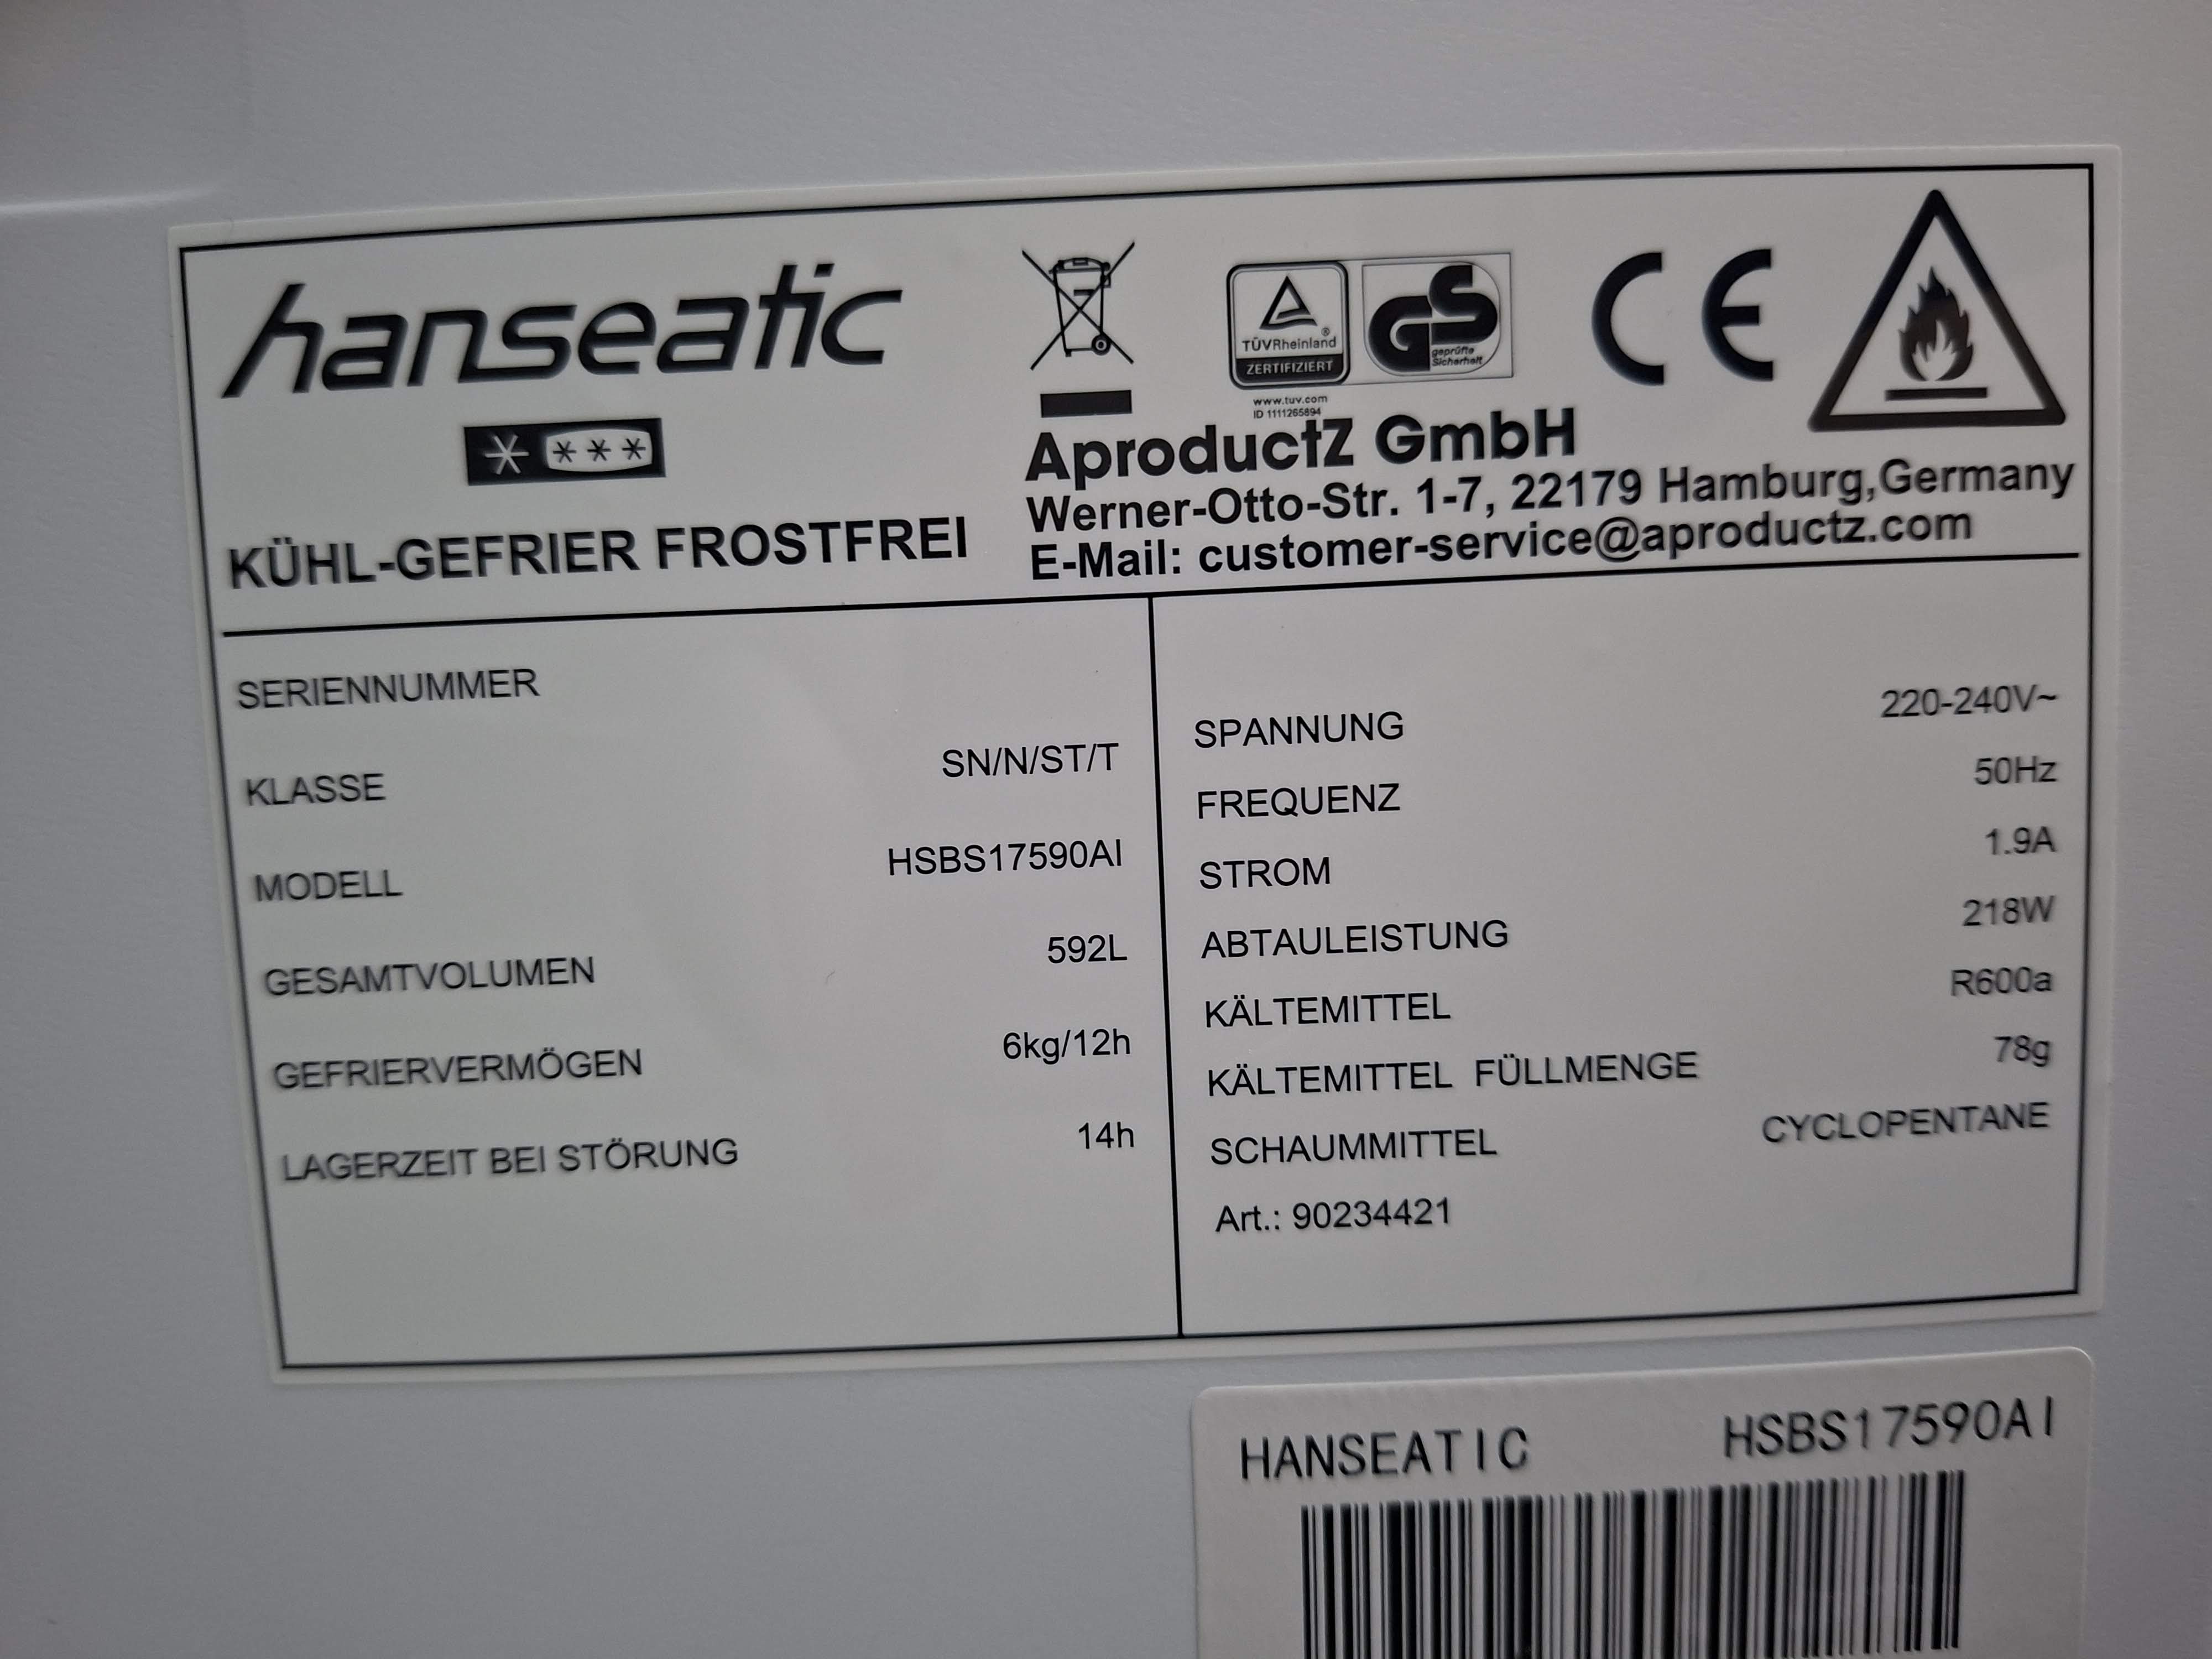 hanseatic
TÜVRheinland
ZERTIFIZIERT
GS
geprüfte
Sicherheit
CE
www.tuv.com
ID 1111265894
KÜHL-GEFRIER FROSTFREI
AproductZ GmbH
Werner-Otto-Str. 1-7, 22179 Hamburg,Germany
E-Mail: customer-service@aproductz.com
SERIENNUMMER
KLASSE SN/N/ST/T
MODELL HSBS17590AI
GESAMTVOLUMEN 592L
GEFRIERVERMÖGEN 6kg/12h
LAGERZEIT BEI STÖRUNG 14h
SPANNUNG 220-240V~
FREQUENZ 50Hz
STROM 1.9A
ABTAULEISTUNG 218W
KÄLTEMITTEL R600a
KÄLTEMITTEL FÜLLMENGE 78g
SCHAUMMITTEL CYCLOPENTANE
Art.: 90234421
HANSEATIC HSBS17590AI